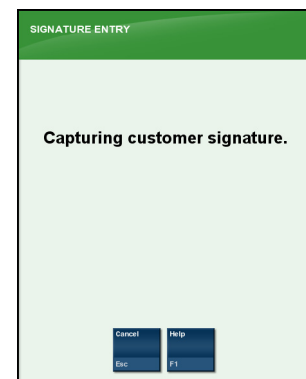 SIGNATURE ENTRY
Capturing customer signature.
Cancel Help
Esc F1